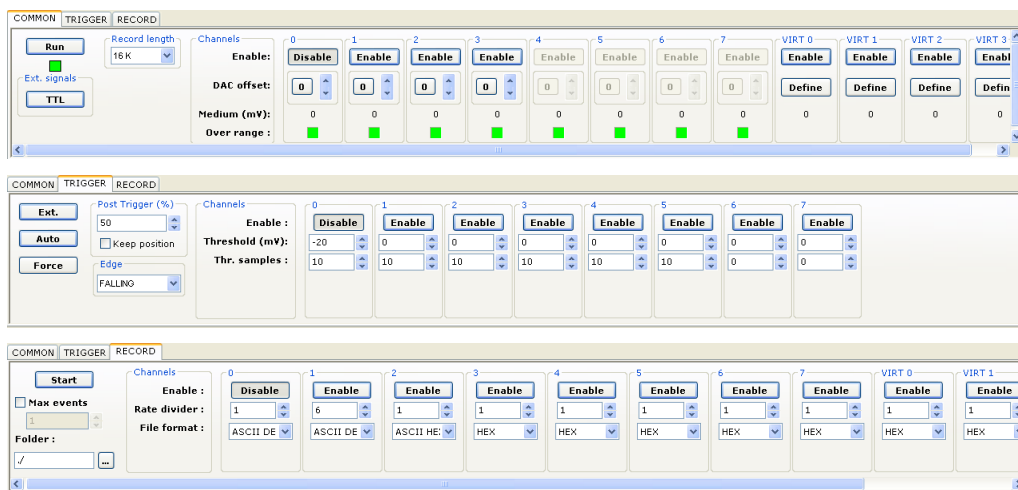 COMMON TRIGGER RECORD
Run Record length Channels 0 1 2 3 4 5 6 7 VIRT 0 VIRT 1 VIRT 2 VIRT 3
16 K Enable: Disable Enable Enable Enable Enable Enable Enable Enable Enable Enable Enable Enabl
Ext. signals
TTL DAC offset: 0 0 0 0 0 0 0 0 Define Define Define Defin
Medium (mV): 0 0 0 0 0 0 0 0 0 0 0 0
Over range :
COMMON TRIGGER RECORD
Ext. Post Trigger (%) Channels 0 1 2 3 4 5 6 7
50 Enable : Disable Enable Enable Enable Enable Enable Enable Enable
Auto Keep position Threshold (mV): -20 0 0 0 0 0 0 0
Force Edge Thr. samples : 10 10 10 10 10 10 0 0
FALLING
COMMON TRIGGER RECORD
Start Channels 0 1 2 3 4 5 6 7 VIRT 0 VIRT 1
Enable : Disable Enable Enable Enable Enable Enable Enable Enable Enable Enable
Max events Rate divider : 1 6 1 1 1 1 1 1 1 1
1 File format : ASCII DE ASCII DE ASCII HE: HEX HEX HEX HEX HEX HEX HEX
Folder :
./ ...